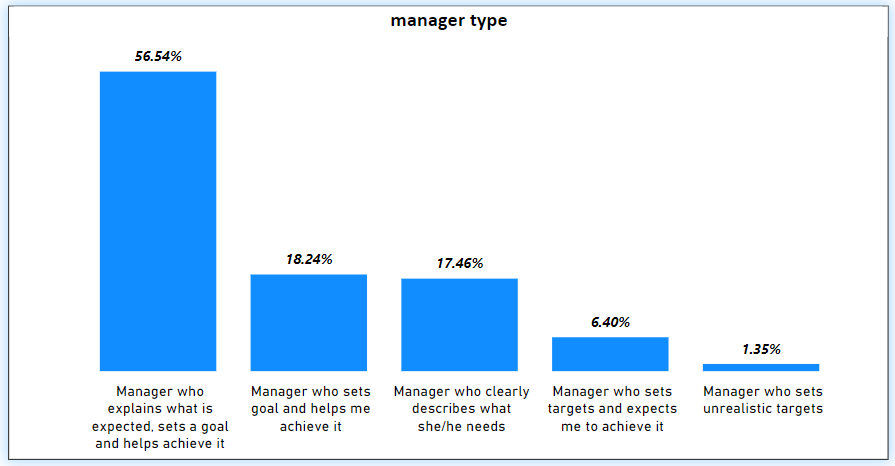 manager type
56.54%
18.24%
17.46%
6.40%
1.35%
Manager who
explains what is
expected, sets a goal
and helps achieve it
Manager who sets
goal and helps me
achieve it
Manager who clearly
describes what
she/he needs
Manager who sets
targets and expects
me to achieve it
Manager who sets
unrealistic targets